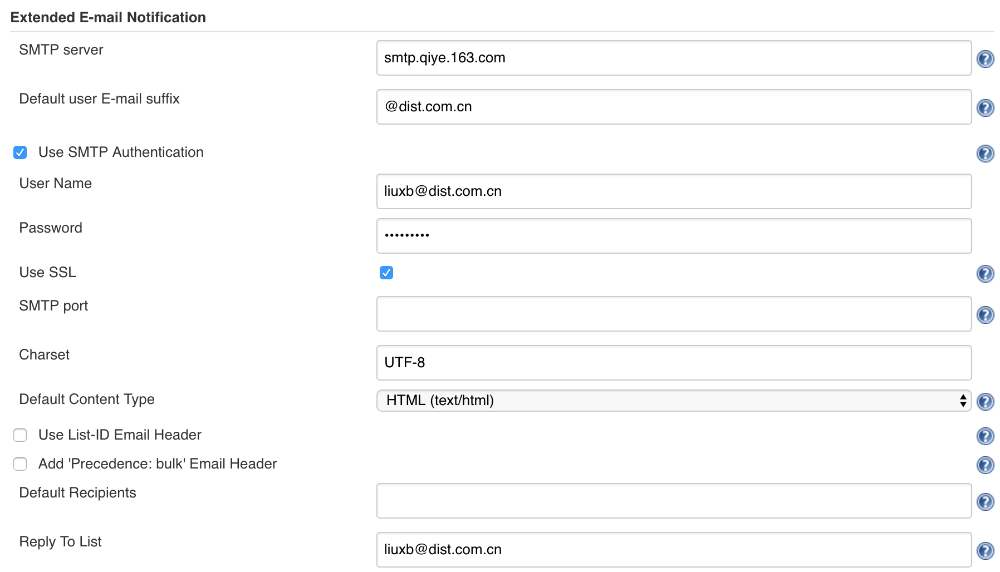 Extended E-mail Notification
SMTP server
smtp.qiye.163.com
Default user E-mail suffix
@dist.com.cn
Use SMTP Authentication
User Name
liuxb@dist.com.cn
Password
•••••••••
Use SSL
SMTP port
Charset
UTF-8
Default Content Type
HTML (text/html)
Use List-ID Email Header
Add 'Precedence: bulk' Email Header
Default Recipients
Reply To List
liuxb@dist.com.cn